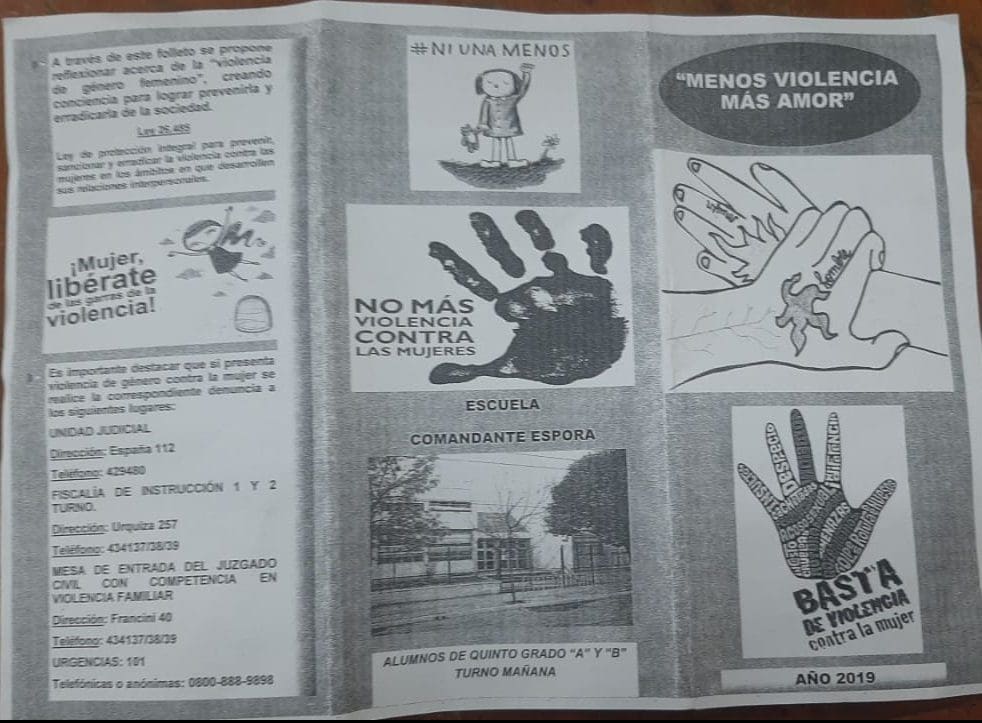 A través de este folleto se propone
reflexionar acerca de la "violencia
de género femenino", creando
conciencia para lograr prevenirla y
erradicarla de la sociedad.
Ley 26.485
Ley de protección integral para prevenir,
sancionar y erradicar la violencia contra las
mujeres en los ámbitos en que desarrollen
sus relaciones interpersonales.
¡Mujer,
libérate
de las garras de la
violencia!
Es importante destacar que si presenta
violencia de género contra la mujer se
realice la correspondiente denuncia a
los siguientes lugares:
UNIDAD JUDICIAL
Dirección: España 112
Teléfono: 429480
FISCALÍA DE INSTRUCCIÓN 1 Y 2
TURNO.
Dirección: Urquiza 257
Teléfono: 434137/38/39
MESA DE ENTRADA DEL JUZGADO
CIVIL CON COMPETENCIA EN
VIOLENCIA FAMILIAR
Dirección: Francini 40
Teléfono: 434137/38/39
URGENCIAS: 101
Telefónicas o anónimas: 0800-888-9898
#NI UNA MENOS
NO MÁS
VIOLENCIA
CONTRA
LAS MUJERES
ESCUELA
COMANDANTE ESPORA
ALUMNOS DE QUINTO GRADO "A" Y "B"
TURNO MAÑANA
"MENOS VIOLENCIA
MÁS AMOR"
mujer
hombre
DESPRECIO
INDIFERENCIA
BASTA
DE VIOLENCIA
contra la mujer
AÑO 2019